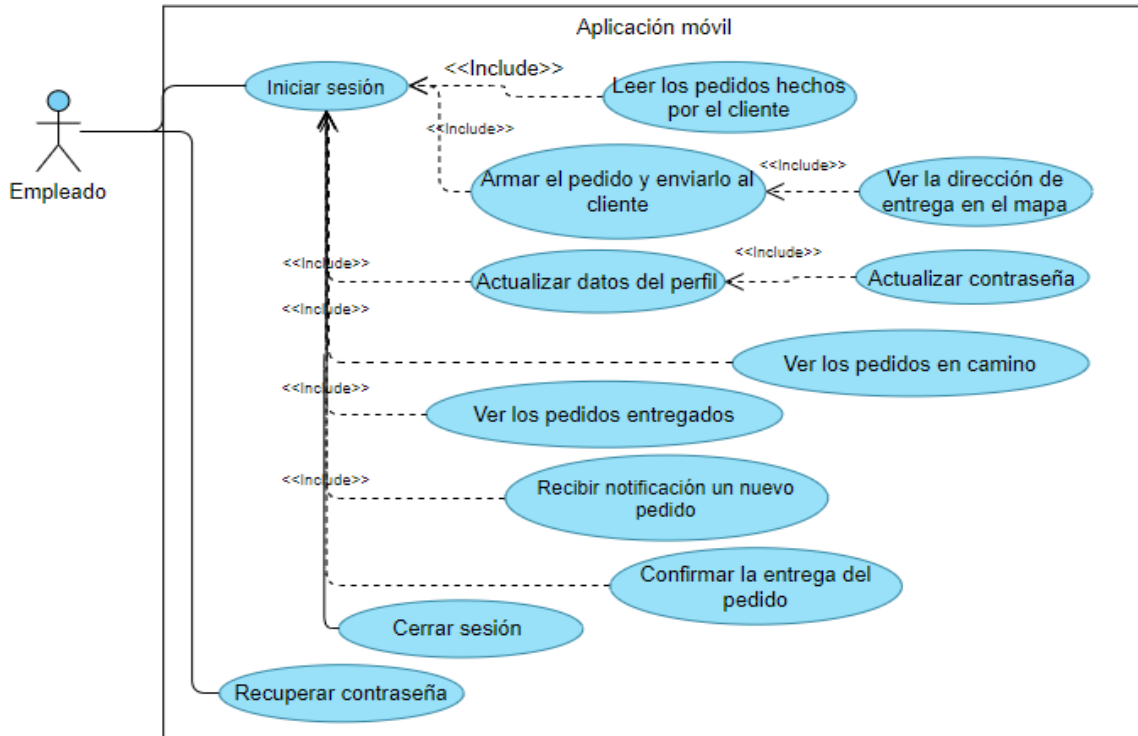 Aplicación móvil
<<Include>>
Iniciar sesión
Leer los pedidos hechos
por el cliente
<<Include>>
Empleado
Armar el pedido y enviarlo al
cliente
<<Include>>
Ver la dirección de
entrega en el mapa
<<Include>>
Actualizar datos del perfil
<<Include>>
Actualizar contraseña
<<Include>>
Ver los pedidos en camino
<<Include>>
Ver los pedidos entregados
<<Include>>
Recibir notificación un nuevo
pedido
Confirmar la entrega del
pedido
Cerrar sesión
Recuperar contraseña